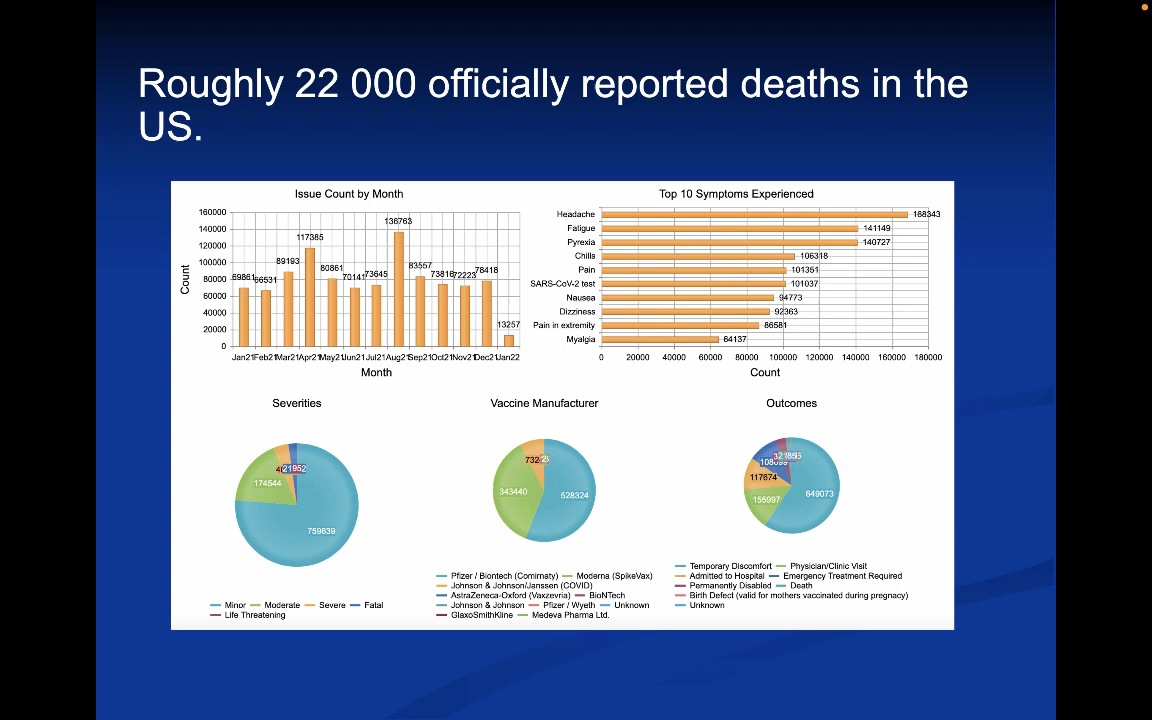 Roughly 22 000 officially reported deaths in the
US.
Issue Count by Month
160000
140000
120000
100000
80000
60000
40000
20000
0
Count
69861
66531
89193
117385
80861
70141
73645
136763
83557
73816
72223
78418
13257
Jan21 Feb21 Mar21 Apr21 May21 Jun21 Jul21 Aug21 Sep21 Oct21 Nov21 Dec21 Jan22
Month
Top 10 Symptoms Experienced
Headache 168343
Fatigue 141149
Pyrexia 140727
Chills 106318
Pain 101351
SARS-CoV-2 test 101037
Nausea 94773
Dizziness 92363
Pain in extremity 86581
Myalgia 64137
0 20000 40000 60000 80000 100000 120000 140000 160000 180000
Count
Severities
21952
174544
759639
Minor Moderate Severe Fatal
Life Threatening
Vaccine Manufacturer
732
343440
528324
Pfizer / Biontech (Comirnaty) Moderna (SpikeVax)
Johnson & Johnson/Janssen (COVID)
AstraZeneca-Oxford (Vaxzevria) BioNTech
Johnson & Johnson Pfizer / Wyeth Unknown
GlaxoSmithKline Medeva Pharma Ltd.
Outcomes
117674
155997
649073
Temporary Discomfort Physician/Clinic Visit
Admitted to Hospital Emergency Treatment Required
Permanently Disabled Death
Birth Defect (valid for mothers vaccinated during pregnacy)
Unknown